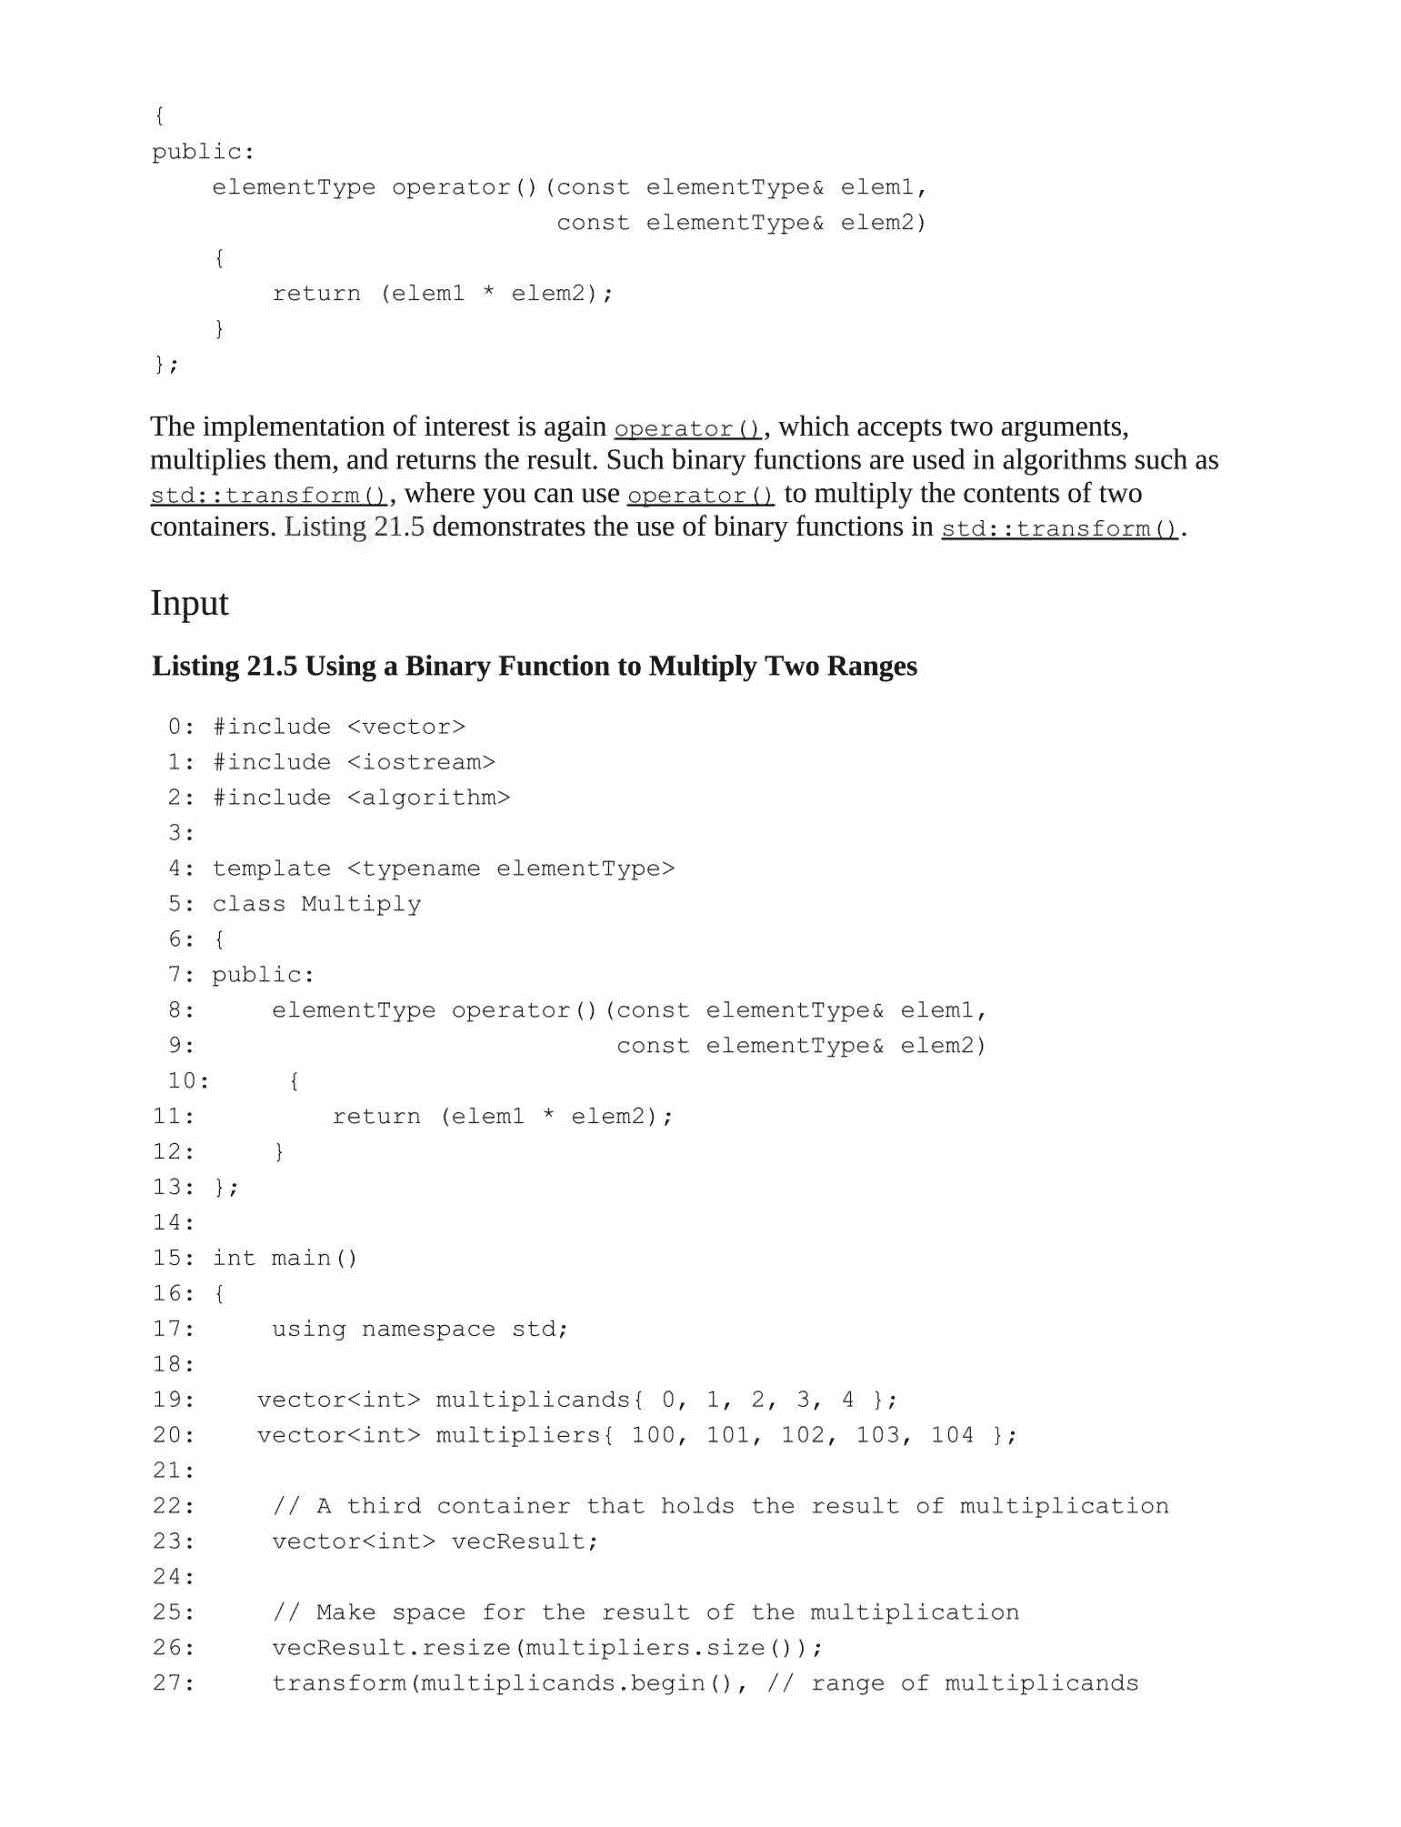 {
public:
    elementType operator()(const elementType& elem1,
                           const elementType& elem2)
    {
        return (elem1 * elem2);
    }
};
The implementation of interest is again operator(), which accepts two arguments,
multiplies them, and returns the result. Such binary functions are used in algorithms such as
std::transform(), where you can use operator() to multiply the contents of two
containers. Listing 21.5 demonstrates the use of binary functions in std::transform().
Input
Listing 21.5 Using a Binary Function to Multiply Two Ranges
 0: #include <vector>
 1: #include <iostream>
 2: #include <algorithm>
 3:
 4: template <typename elementType>
 5: class Multiply
 6: {
 7: public:
 8:     elementType operator()(const elementType& elem1,
 9:                            const elementType& elem2)
 10:     {
11:         return (elem1 * elem2);
12:     }
13: };
14:
15: int main()
16: {
17:     using namespace std;
18:
19:    vector<int> multiplicands{ 0, 1, 2, 3, 4 };
20:    vector<int> multipliers{ 100, 101, 102, 103, 104 };
21:
22:     // A third container that holds the result of multiplication
23:     vector<int> vecResult;
24:
25:     // Make space for the result of the multiplication
26:     vecResult.resize(multipliers.size());
27:     transform(multiplicands.begin(), // range of multiplicands